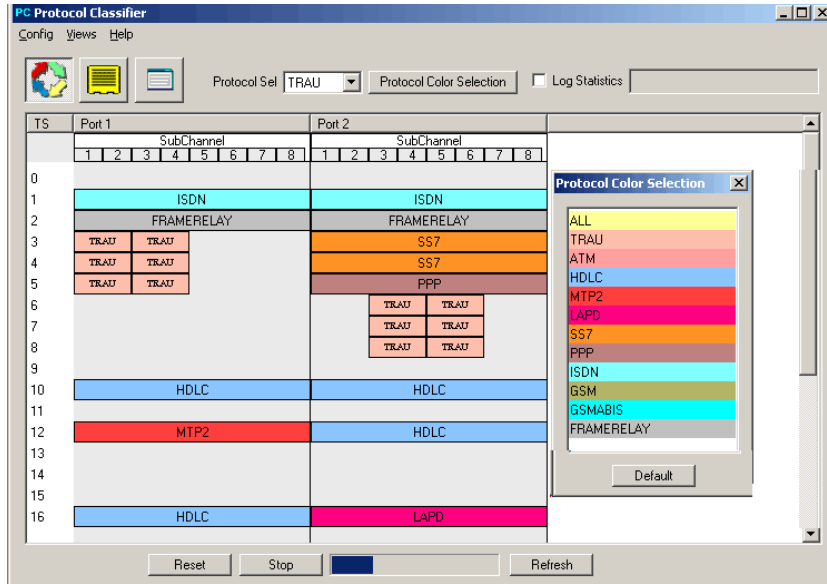 PC Protocol Classifier
Config Views Help
Protocol Sel TRAU Protocol Color Selection Log Statistics
TS Port 1 Port 2
SubChannel SubChannel
1 2 3 4 5 6 7 8 1 2 3 4 5 6 7 8
0
1 ISDN ISDN
2 FRAMERELAY FRAMERELAY
3 TRAU TRAU SS7
4 TRAU TRAU SS7
5 TRAU TRAU PPP
6 TRAU TRAU
7 TRAU TRAU
8 TRAU TRAU
9
10 HDLC HDLC
11
12 MTP2 HDLC
13
14
15
16 HDLC LAPD
Protocol Color Selection
ALL
TRAU
ATM
HDLC
MTP2
LAPD
SS7
PPP
ISDN
GSM
GSMABIS
FRAMERELAY
Default
Reset Stop Refresh